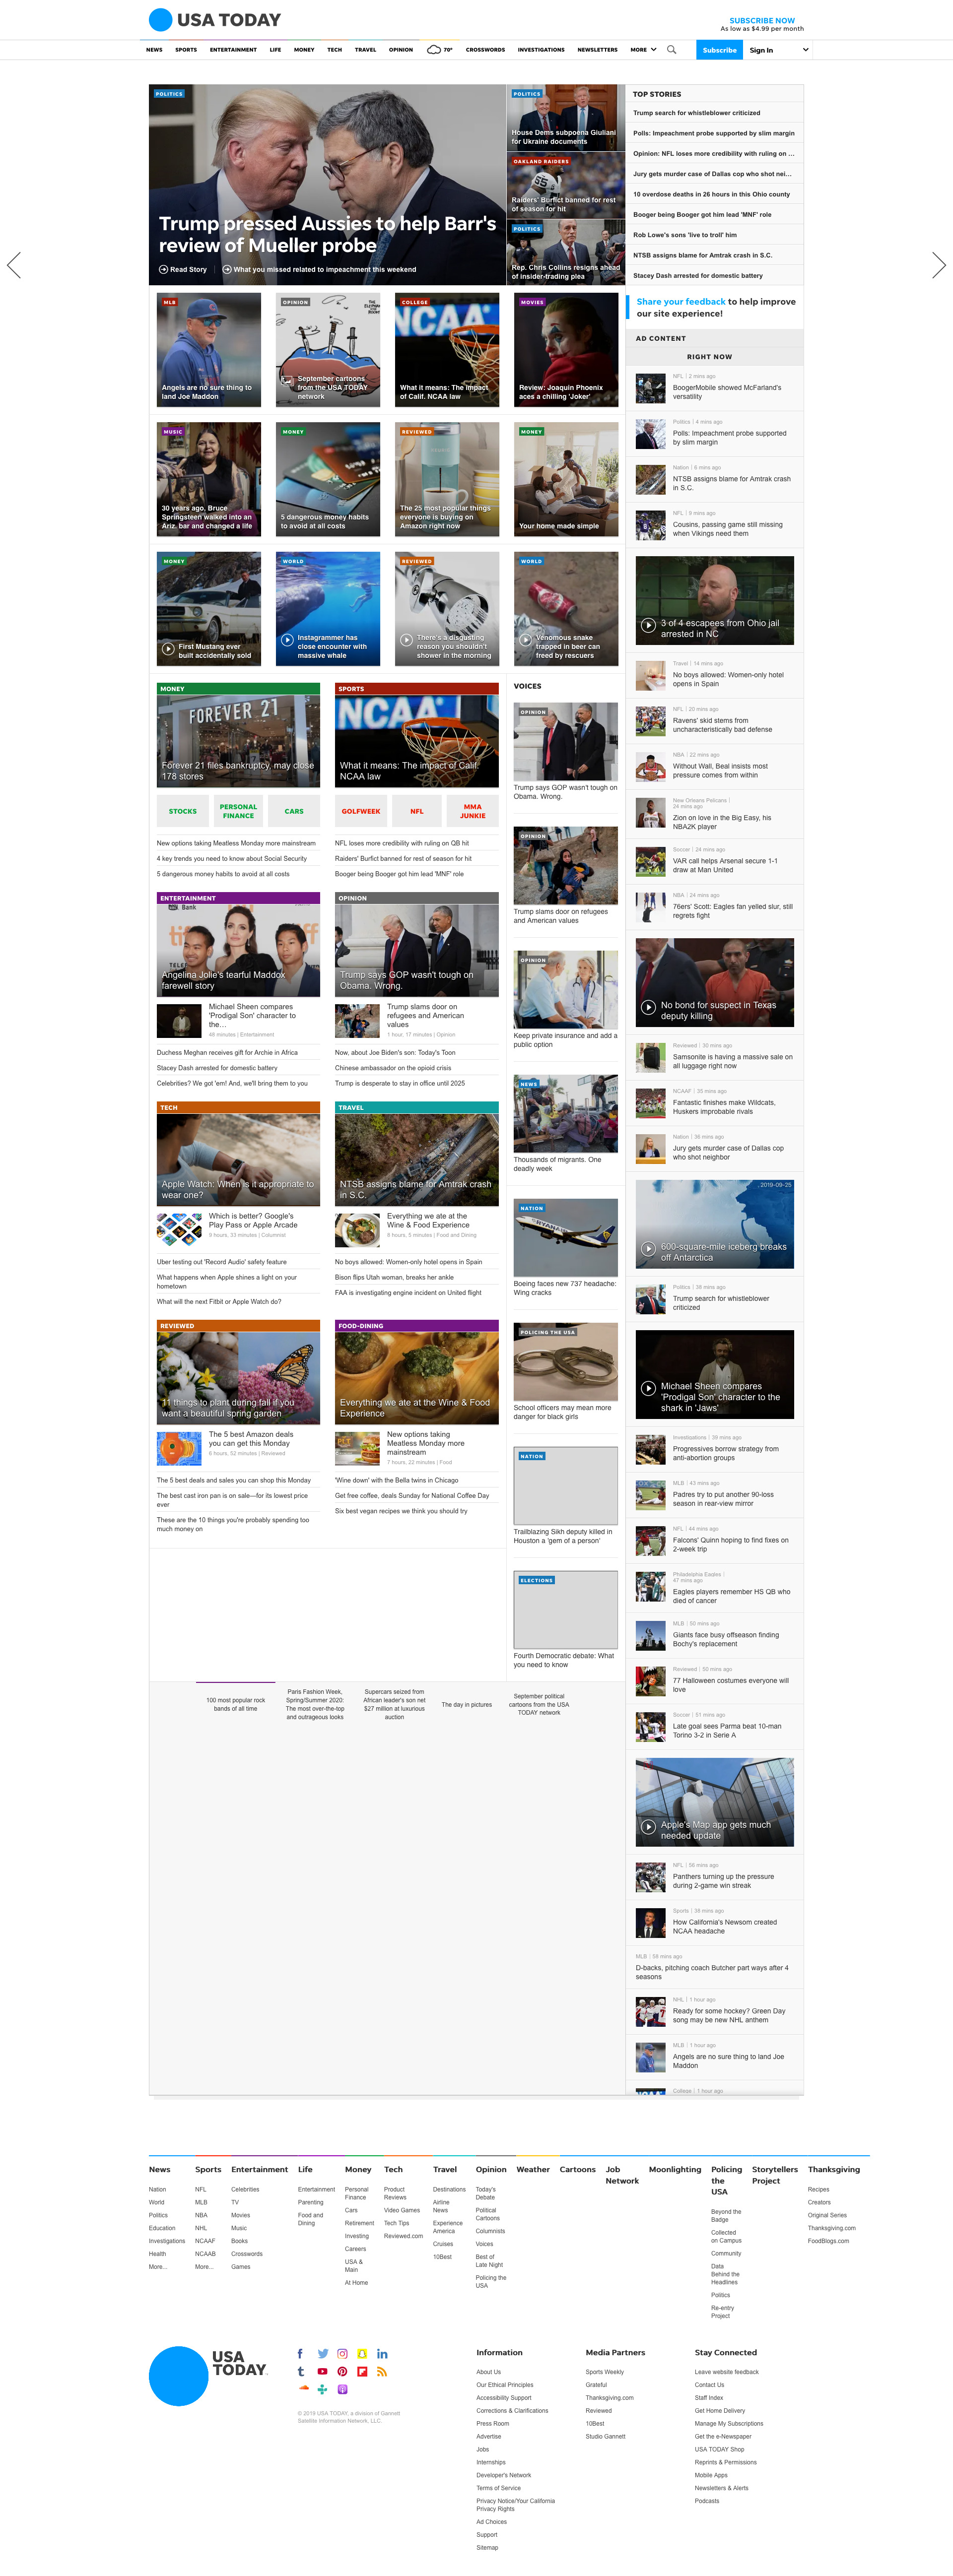 USA TODAY
SUBSCRIBE NOW
As low as $4.99 per month
NEWS SPORTS ENTERTAINMENT LIFE MONEY TECH TRAVEL OPINION 70° CROSSWORDS INVESTIGATIONS NEWSLETTERS MORE Subscribe Sign In
POLITICS
Trump pressed Aussies to help Barr's
review of Mueller probe
Read Story
What you missed related to impeachment this weekend
POLITICS
House Dems subpoena Giuliani
for Ukraine documents
OAKLAND RAIDERS
Raiders' Burfict banned for rest
of season for hit
POLITICS
Rep. Chris Collins resigns ahead
of insider-trading plea
TOP STORIES
Trump search for whistleblower criticized
Polls: Impeachment probe supported by slim margin
Opinion: NFL loses more credibility with ruling on ...
Jury gets murder case of Dallas cop who shot nei...
10 overdose deaths in 26 hours in this Ohio county
Booger being Booger got him lead 'MNF' role
Rob Lowe's sons 'live to troll' him
NTSB assigns blame for Amtrak crash in S.C.
Stacey Dash arrested for domestic battery
Share your feedback to help improve
our site experience!
AD CONTENT
RIGHT NOW
MLB
Angels are no sure thing to
land Joe Maddon
OPINION
September cartoons
from the USA TODAY
network
COLLEGE
NCAA
What it means: The impact
of Calif. NCAA law
MOVIES
Review: Joaquin Phoenix
aces a chilling 'Joker'
MUSIC
30 years ago, Bruce
Springsteen walked into an
Ariz. bar and changed a life
MONEY
5 dangerous money habits
to avoid at all costs
REVIEWED
The 25 most popular things
everyone is buying on
Amazon right now
MONEY
Your home made simple
MONEY
First Mustang ever
built accidentally sold
WORLD
Instagrammer has
close encounter with
massive whale
REVIEWED
There's a disgusting
reason you shouldn't
shower in the morning
WORLD
Venomous snake
trapped in beer can
freed by rescuers
MONEY
FOREVER 21
Forever 21 files bankruptcy, may close
178 stores
STOCKS
PERSONAL
FINANCE
CARS
New options taking Meatless Monday more mainstream
4 key trends you need to know about Social Security
5 dangerous money habits to avoid at all costs
SPORTS
NCAA
What it means: The impact of Calif.
NCAA law
GOLFWEEK
NFL
MMA
JUNKIE
NFL loses more credibility with ruling on QB hit
Raiders' Burfict banned for rest of season for hit
Booger being Booger got him lead 'MNF' role
ENTERTAINMENT
Bank
Angelina Jolie's tearful Maddox
farewell story
Michael Sheen compares
'Prodigal Son' character to
the...
46 minutes | Entertainment
Duchess Meghan receives gift for Archie in Africa
Stacey Dash arrested for domestic battery
Celebrities? We got 'em! And, we'll bring them to you
OPINION
Trump says GOP wasn't tough on
Obama. Wrong.
Trump slams door on
refugees and American
values
1 hour, 17 minutes | Opinion
Now, about Joe Biden's son: Today's Toon
Chinese ambassador on the opioid crisis
Trump is desperate to stay in office until 2025
TECH
Apple Watch: When is it appropriate to
wear one?
Which is better? Google's
Play Pass or Apple Arcade
9 hours, 33 minutes | Columnist
Uber testing out 'Record Audio' safety feature
What happens when Apple shines a light on your
hometown
What will the next Fitbit or Apple Watch do?
TRAVEL
NTSB assigns blame for Amtrak crash
in S.C.
Everything we ate at the
Wine & Food Experience
8 hours, 5 minutes | Food and Dining
No boys allowed: Women-only hotel opens in Spain
Bison flips Utah woman, breaks her ankle
FAA is investigating engine incident on United flight
REVIEWED
11 things to plant during fall if you
want a beautiful spring garden
The 5 best Amazon deals
you can get this Monday
6 hours, 52 minutes | Reviewed
The 5 best deals and sales you can shop this Monday
The best cast iron pan is on sale—for its lowest price
ever
These are the 10 things you're probably spending too
much money on
FOOD-DINING
Everything we ate at the Wine & Food
Experience
New options taking
Meatless Monday more
mainstream
7 hours, 22 minutes | Food
'Wine down' with the Bella twins in Chicago
Get free coffee, deals Sunday for National Coffee Day
Six best vegan recipes we think you should try
VOICES
OPINION
Trump says GOP wasn't tough on
Obama. Wrong.
OPINION
Trump slams door on refugees
and American values
OPINION
Keep private insurance and add a
public option
NEWS
Thousands of migrants. One
deadly week
NATION
RYANAIR
Boeing faces new 737 headache:
Wing cracks
POLICING THE USA
School officers may mean more
danger for black girls
NATION
Trailblazing Sikh deputy killed in
Houston a 'gem of a person'
ELECTIONS
Fourth Democratic debate: What
you need to know
NFL | 2 mins ago
BoogerMobile showed McFarland's
versatility
Politics | 4 mins ago
Polls: Impeachment probe supported
by slim margin
Nation | 6 mins ago
NTSB assigns blame for Amtrak crash
in S.C.
NFL | 8 mins ago
Cousins, passing game still missing
when Vikings need them
3 of 4 escapees from Ohio jail
arrested in NC
Travel | 14 mins ago
No boys allowed: Women-only hotel
opens in Spain
NFL | 20 mins ago
Ravens' skid stems from
uncharacteristically bad defense
NBA | 22 mins ago
Without Wall, Beal insists most
pressure comes from within
New Orleans Pelicans |
24 mins ago
Zion on love in the Big Easy, his
NBA2K player
Soccer | 24 mins ago
VAR call helps Arsenal secure 1-1
draw at Man United
NBA | 24 mins ago
76ers' Scott: Eagles fan yelled slur, still
regrets fight
No bond for suspect in Texas
deputy killing
Reviewed | 30 mins ago
Samsonite is having a massive sale on
all luggage right now
NCAAF | 35 mins ago
Fantastic finishes make Wildcats,
Huskers improbable rivals
Nation | 36 mins ago
Jury gets murder case of Dallas cop
who shot neighbor
2019-09-25
600-square-mile iceberg breaks
off Antarctica
Politics | 38 mins ago
Trump search for whistleblower
criticized
Michael Sheen compares
'Prodigal Son' character to the
shark in 'Jaws'
Investigations | 39 mins ago
Progressives borrow strategy from
anti-abortion groups
MLB | 43 mins ago
Padres try to put another 90-loss
season in rear-view mirror
NFL | 44 mins ago
Falcons' Quinn hoping to find fixes on
2-week trip
Philadelphia Eagles |
47 mins ago
Eagles players remember HS QB who
died of cancer
MLB | 50 mins ago
Giants face busy offseason finding
Bochy's replacement
Reviewed | 50 mins ago
77 Halloween costumes everyone will
love
Soccer | 51 mins ago
Late goal sees Parma beat 10-man
Torino 3-2 in Serie A
Apple's Map app gets much
needed update
NFL | 56 mins ago
Panthers turning up the pressure
during 2-game win streak
Sports | 38 mins ago
How California's Newsom created
NCAA headache
MLB | 58 mins ago
D-backs, pitching coach Butcher part ways after 4
seasons
NHL | 1 hour ago
Ready for some hockey? Green Day
song may be new NHL anthem
MLB | 1 hour ago
Angels are no sure thing to land Joe
Maddon
College | 1 hour ago
100 most popular rock
bands of all time
Paris Fashion Week,
Spring/Summer 2020:
The most over-the-top
and outrageous looks
Supercars seized from
African leader's son net
$27 million at luxurious
auction
The day in pictures
September political
cartoons from the USA
TODAY network
News
Nation
World
Politics
Education
Investigations
Health
More...
Sports
NFL
MLB
NBA
NHL
NCAAF
NCAAB
More...
Entertainment
Celebrities
TV
Movies
Music
Books
Crosswords
Games
Life
Entertainment
Parenting
Food and
Dining
Money
Personal
Finance
Cars
Retirement
Investing
Careers
USA &
Main
At Home
Tech
Product
Reviews
Video Games
Tech Tips
Reviewed.com
Travel
Destinations
Airline
News
Experience
America
Cruises
10Best
Opinion
Today's
Debate
Political
Cartoons
Columnists
Voices
Best of
Late Night
Policing the
USA
Weather
Cartoons
Job
Network
Moonlighting
Policing
the
USA
Beyond the
Badge
Collected
on Campus
Community
Data
Behind the
Headlines
Politics
Re-entry
Project
Storytellers
Project
Thanksgiving
Recipes
Creators
Original Series
Thanksgiving.com
FoodBlogs.com
USA
TODAY.
© 2019 USA TODAY, a division of Gannett
Satellite Information Network, LLC.
Information
About Us
Our Ethical Principles
Accessibility Support
Corrections & Clarifications
Press Room
Advertise
Jobs
Internships
Developer's Network
Terms of Service
Privacy Notice/Your California
Privacy Rights
Ad Choices
Support
Sitemap
Media Partners
Sports Weekly
Grateful
Thanksgiving.com
Reviewed
10Best
Studio Gannett
Stay Connected
Leave website feedback
Contact Us
Staff Index
Get Home Delivery
Manage My Subscriptions
Get the e-Newspaper
USA TODAY Shop
Reprints & Permissions
Mobile Apps
Newsletters & Alerts
Podcasts